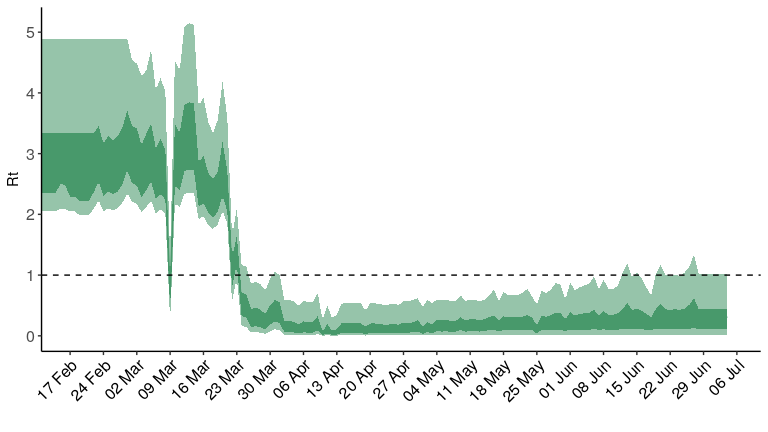 5
4
3
2
1
0
Rt
17 Feb
24 Feb
02 Mar
09 Mar
16 Mar
23 Mar
30 Mar
06 Apr
13 Apr
20 Apr
27 Apr
04 May
11 May
18 May
25 May
01 Jun
08 Jun
15 Jun
22 Jun
29 Jun
06 Jul